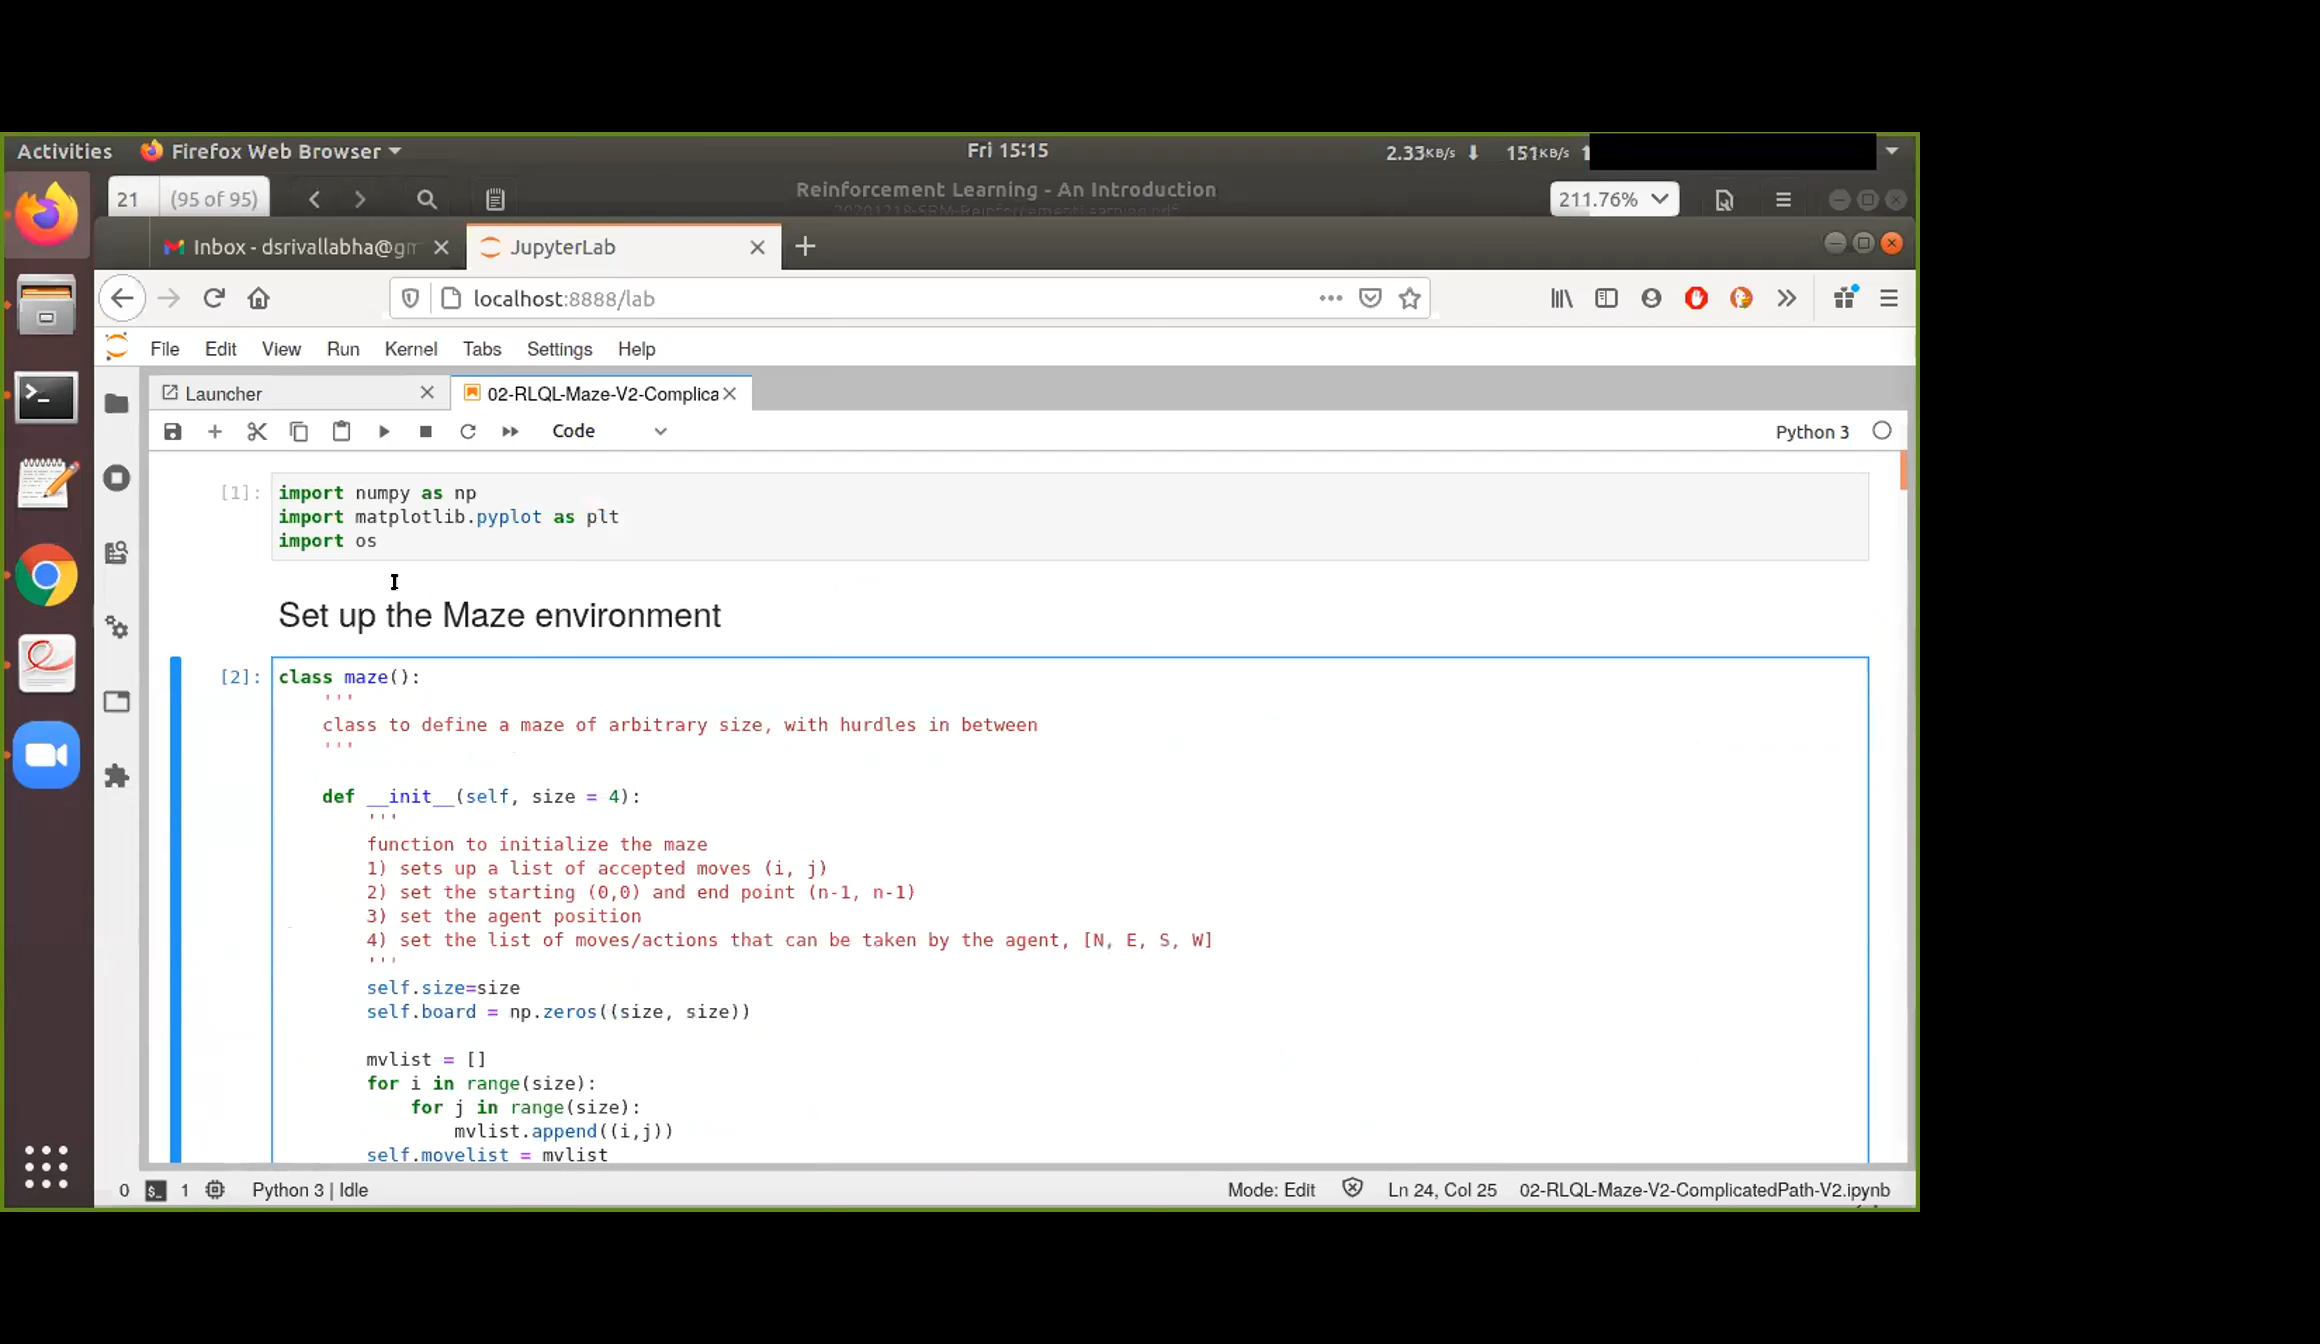 Activities Firefox Web Browser Fri 15:15 2.33KB/s 151KB/s
21 (95 of 95) Reinforcement Learning - An Introduction 211.76%
Inbox - dsrivallabha@gm JupyterLab
localhost:8888/lab
File Edit View Run Kernel Tabs Settings Help
Launcher 02-RLQL-Maze-V2-Complica
Code Python 3
[1]: import numpy as np
import matplotlib.pyplot as plt
import os
Set up the Maze environment
[2]: class maze():
'''
class to define a maze of arbitrary size, with hurdles in between
'''
def __init__(self, size = 4):
'''
function to initialize the maze
1) sets up a list of accepted moves (i, j)
2) set the starting (0,0) and end point (n-1, n-1)
3) set the agent position
4) set the list of moves/actions that can be taken by the agent, [N, E, S, W]
'''
self.size=size
self.board = np.zeros((size, size))
mvlist = []
for i in range(size):
for j in range(size):
mvlist.append((i,j))
self.movelist = mvlist
0 1 Python 3 | Idle Mode: Edit Ln 24, Col 25 02-RLQL-Maze-V2-ComplicatedPath-V2.ipynb